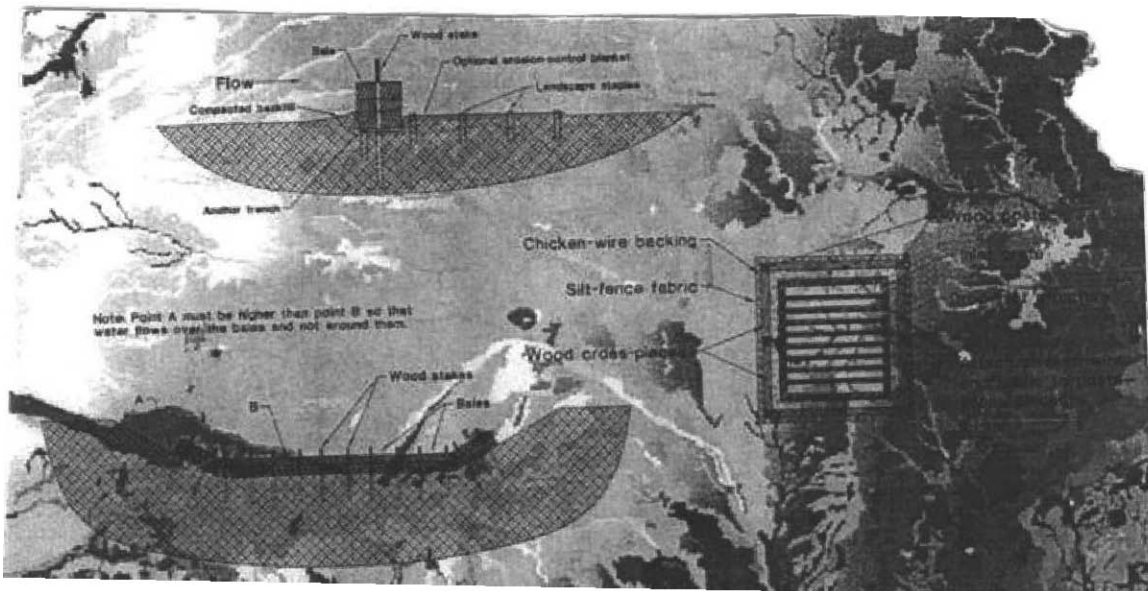 Wood stake
Bale
Optional erosion-control blanket
Flow
Landscape staples
Compacted backfill
Anchor trench
Wood posts
Chicken-wire backing
Silt-fence fabric
Note: Point A must be higher than point B so that
water flows over the bales and not around them.
Wood cross-pieces
Wood stakes
A
B
Bales